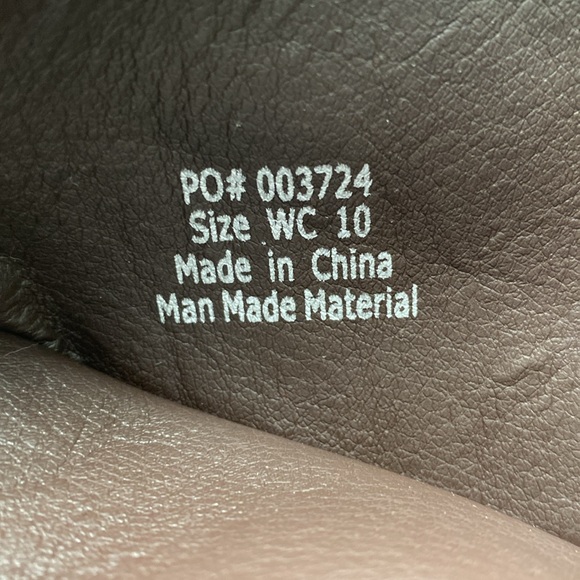 PO# 003724
Size WC 10
Made in China
Man Made Material